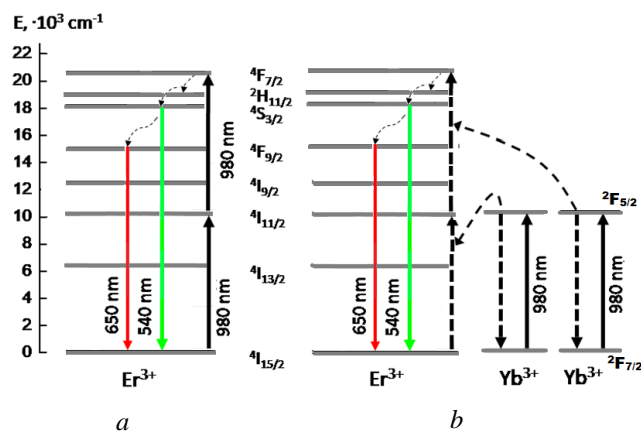 E, ·10³ cm⁻¹
22
20
18
16
14
12
10
8
6
4
2
0
650 nm
540 nm
980 nm
980 nm
Er³⁺
a
⁴F₇/₂
²H₁₁/₂
⁴S₃/₂
⁴F₉/₂
⁴I₉/₂
⁴I₁₁/₂
⁴I₁₃/₂
⁴I₁₅/₂
650 nm
540 nm
Er³⁺
980 nm
980 nm
²F₅/₂
²F₇/₂
Yb³⁺
Yb³⁺
b